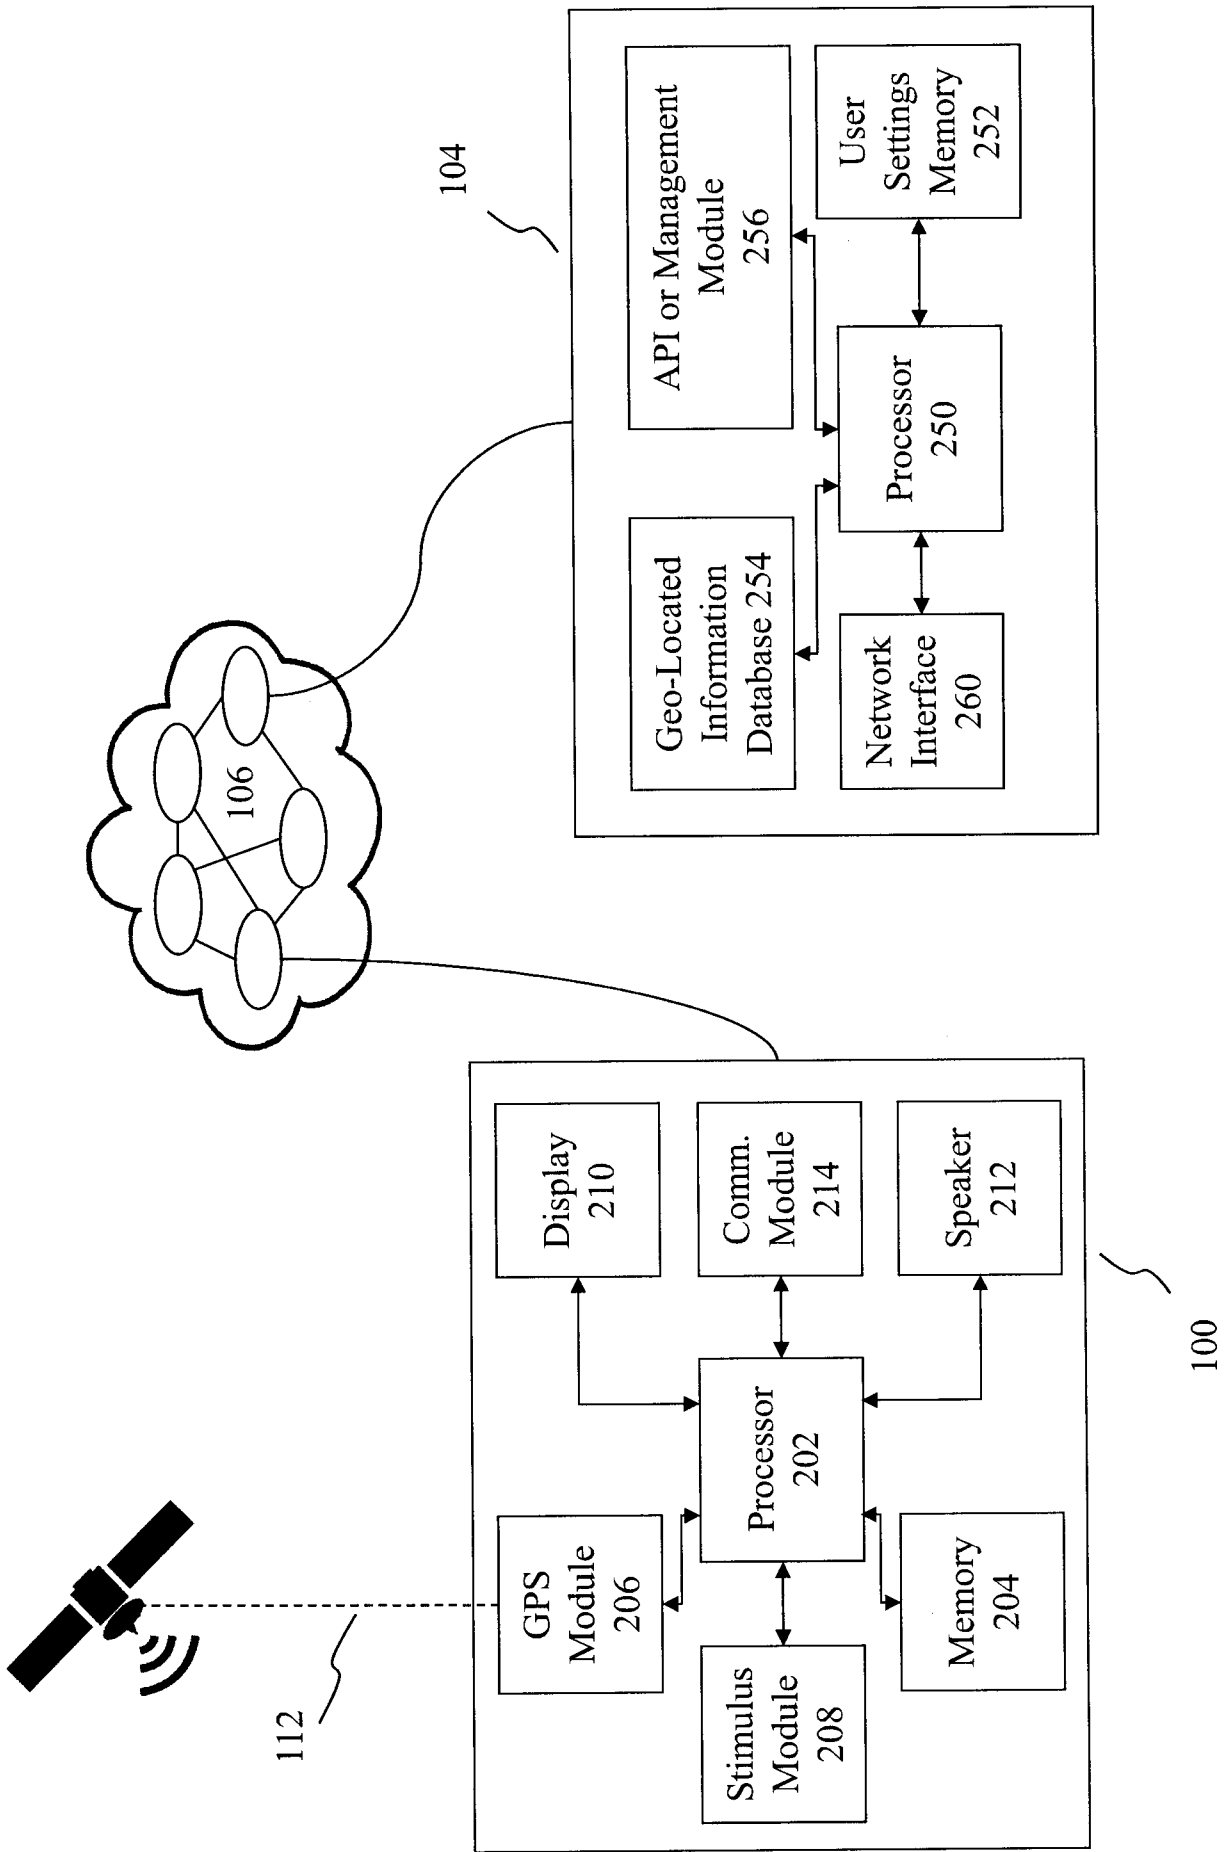 112
GPS
Module
206
Display
210
Stimulus
Module
208
Processor
202
Comm.
Module
214
Memory
204
Speaker
212
100
106
104
Geo-Located
Information
Database 254
API or Management
Module
256
Network
Interface
260
Processor
250
User
Settings
Memory
252